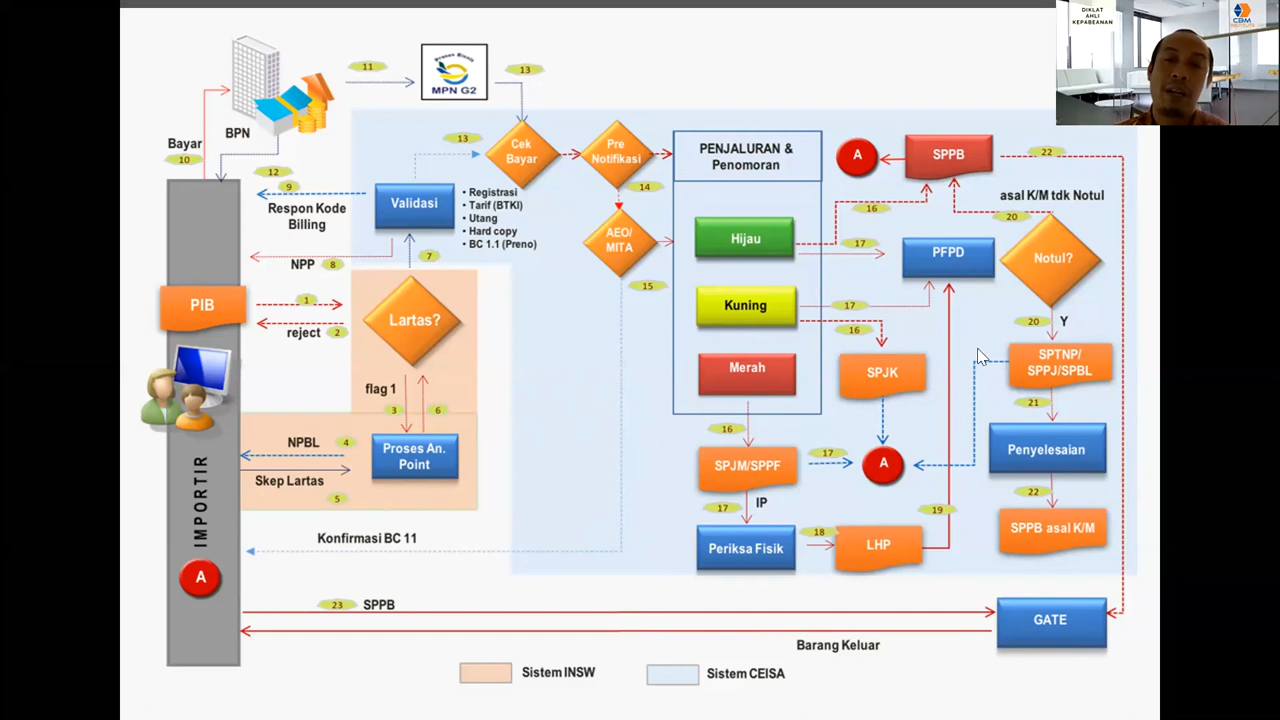 DIKLAT
AHLI
KEPABEANAN
CBM
INSTITUTE
Proses Bisnis
MPN G2
11
13
BPN
Bayar
10
12
9
Respon Kode
Billing
13
Validasi
• Registrasi
• Tarif (BTKI)
• Utang
• Hard copy
• BC 1.1 (Preno)
Cek
Bayar
Pre
Notifikasi
14
AEO/
MITA
15
PENJALURAN &
Penomoran
Hijau
Kuning
Merah
A
SPPB
22
asal K/M tdk Notul
16
20
17
PFPD
Notul?
17
16
20
Y
SPJK
SPTNP/
SPPJ/SPBL
21
NPP
8
7
PIB
1
reject
2
Lartas?
flag 1
3
6
NPBL
4
Proses An.
Point
Skep Lartas
5
16
SPJM/SPPF
17
A
Penyelesaian
17
IP
22
19
Periksa Fisik
18
LHP
SPPB asal K/M
Konfirmasi BC 11
IMPORTIR
A
23
SPPB
GATE
Barang Keluar
Sistem INSW
Sistem CEISA